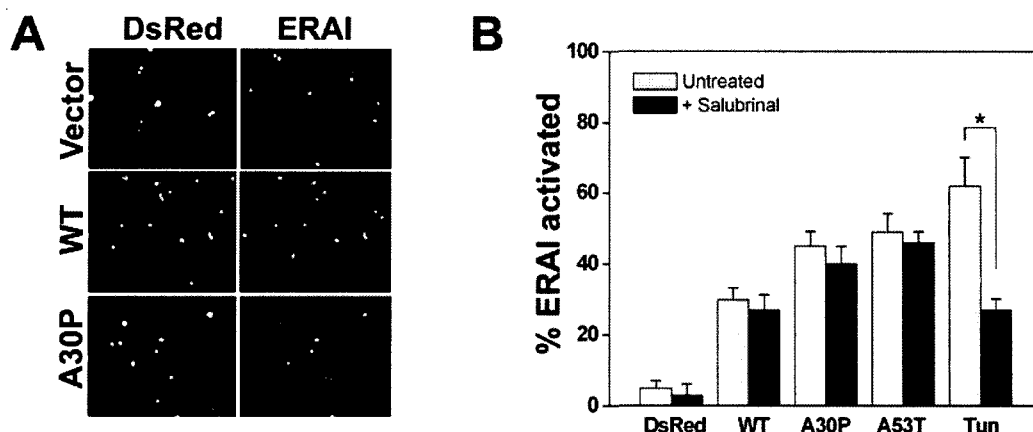 A
DsRed ERAI
Vector
WT
A30P
B
% ERAI activated
100
80
60
40
20
0
Untreated
+ Salubrinal
*
DsRed WT A30P A53T Tun